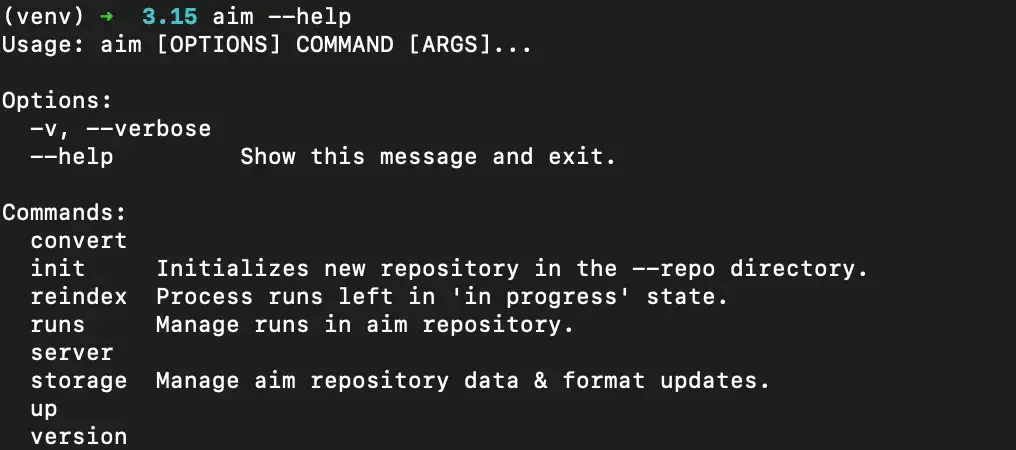 (venv) ➜  3.15 aim --help
Usage: aim [OPTIONS] COMMAND [ARGS]...

Options:
  -v, --verbose
  --help         Show this message and exit.

Commands:
  convert
  init     Initializes new repository in the --repo directory.
  reindex  Process runs left in 'in progress' state.
  runs     Manage runs in aim repository.
  server
  storage  Manage aim repository data & format updates.
  up
  version